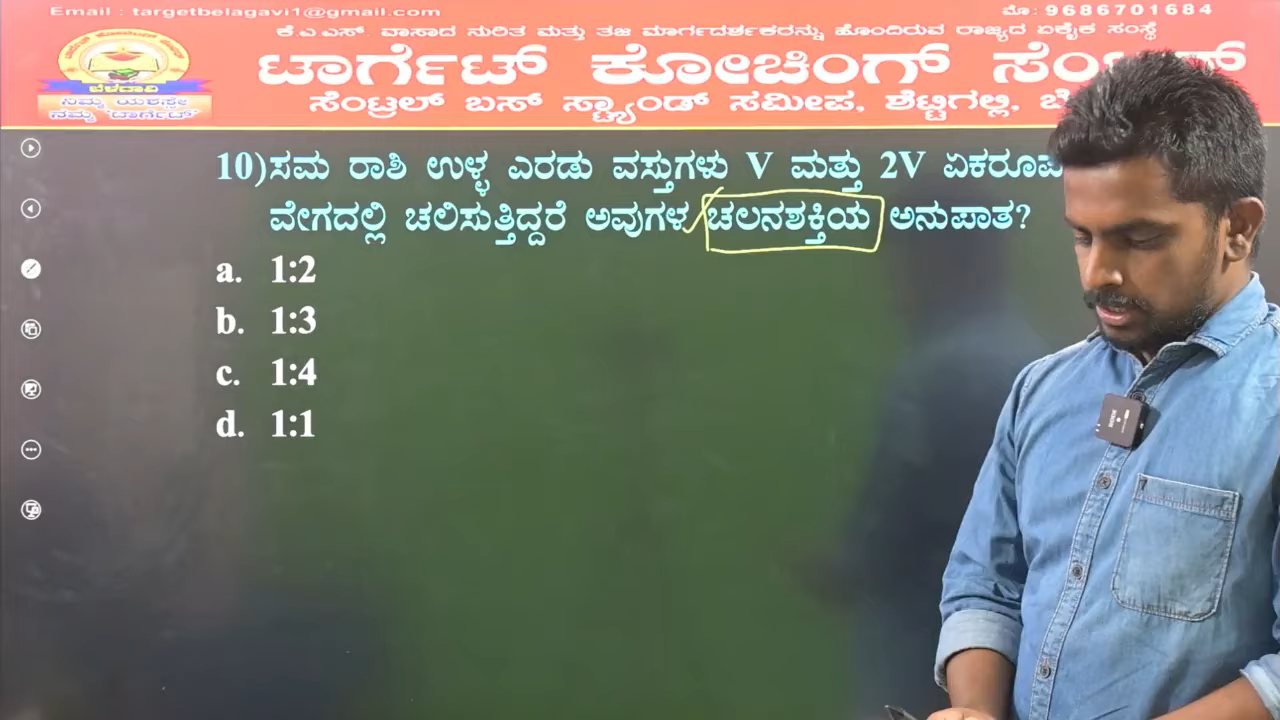 Email : targetbelagavi1@gmail.com
ಮೊ: 9686701684
ಕೆ.ಎ.ಎಸ್. ವಾಸಾದ ನುರಿತ ಮತ್ತು ತಜ್ಞ ಮಾರ್ಗದರ್ಶಕರನ್ನು ಹೊಂದಿರುವ ರಾಜ್ಯದ ಏಕೈಕ ಸಂಸ್ಥೆ
ಟಾರ್ಗೆಟ್ ಕೋಚಿಂಗ್ ಸೆಂಟರ್
ಸೆಂಟ್ರಲ್ ಬಸ್ ಸ್ಟ್ಯಾಂಡ್ ಸಮೀಪ, ಶೆಟ್ಟಿಗಲ್ಲಿ,
ಬೆಳಗಾವಿ
ನಿಮ್ಮ ಯಶಸ್ಸೇ
ನಮ್ಮ ಟಾರ್ಗೆಟ್
10)ಸಮ ರಾಶಿ ಉಳ್ಳ ಎರಡು ವಸ್ತುಗಳು V ಮತ್ತು 2V ಏಕರೂಪ
ವೇಗದಲ್ಲಿ ಚಲಿಸುತ್ತಿದ್ದರೆ ಅವುಗಳ ಚಲನಶಕ್ತಿಯ ಅನುಪಾತ?
a. 1:2
b. 1:3
c. 1:4
d. 1:1